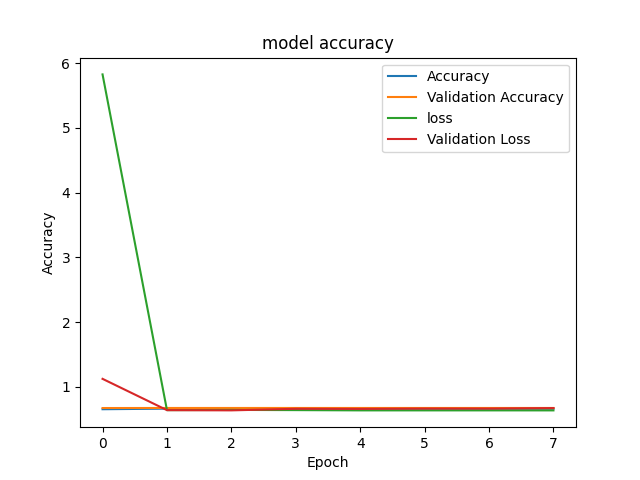 model accuracy
Accuracy
Validation Accuracy
loss
Validation Loss
6
5
4
3
2
1
Accuracy
0 1 2 3 4 5 6 7
Epoch